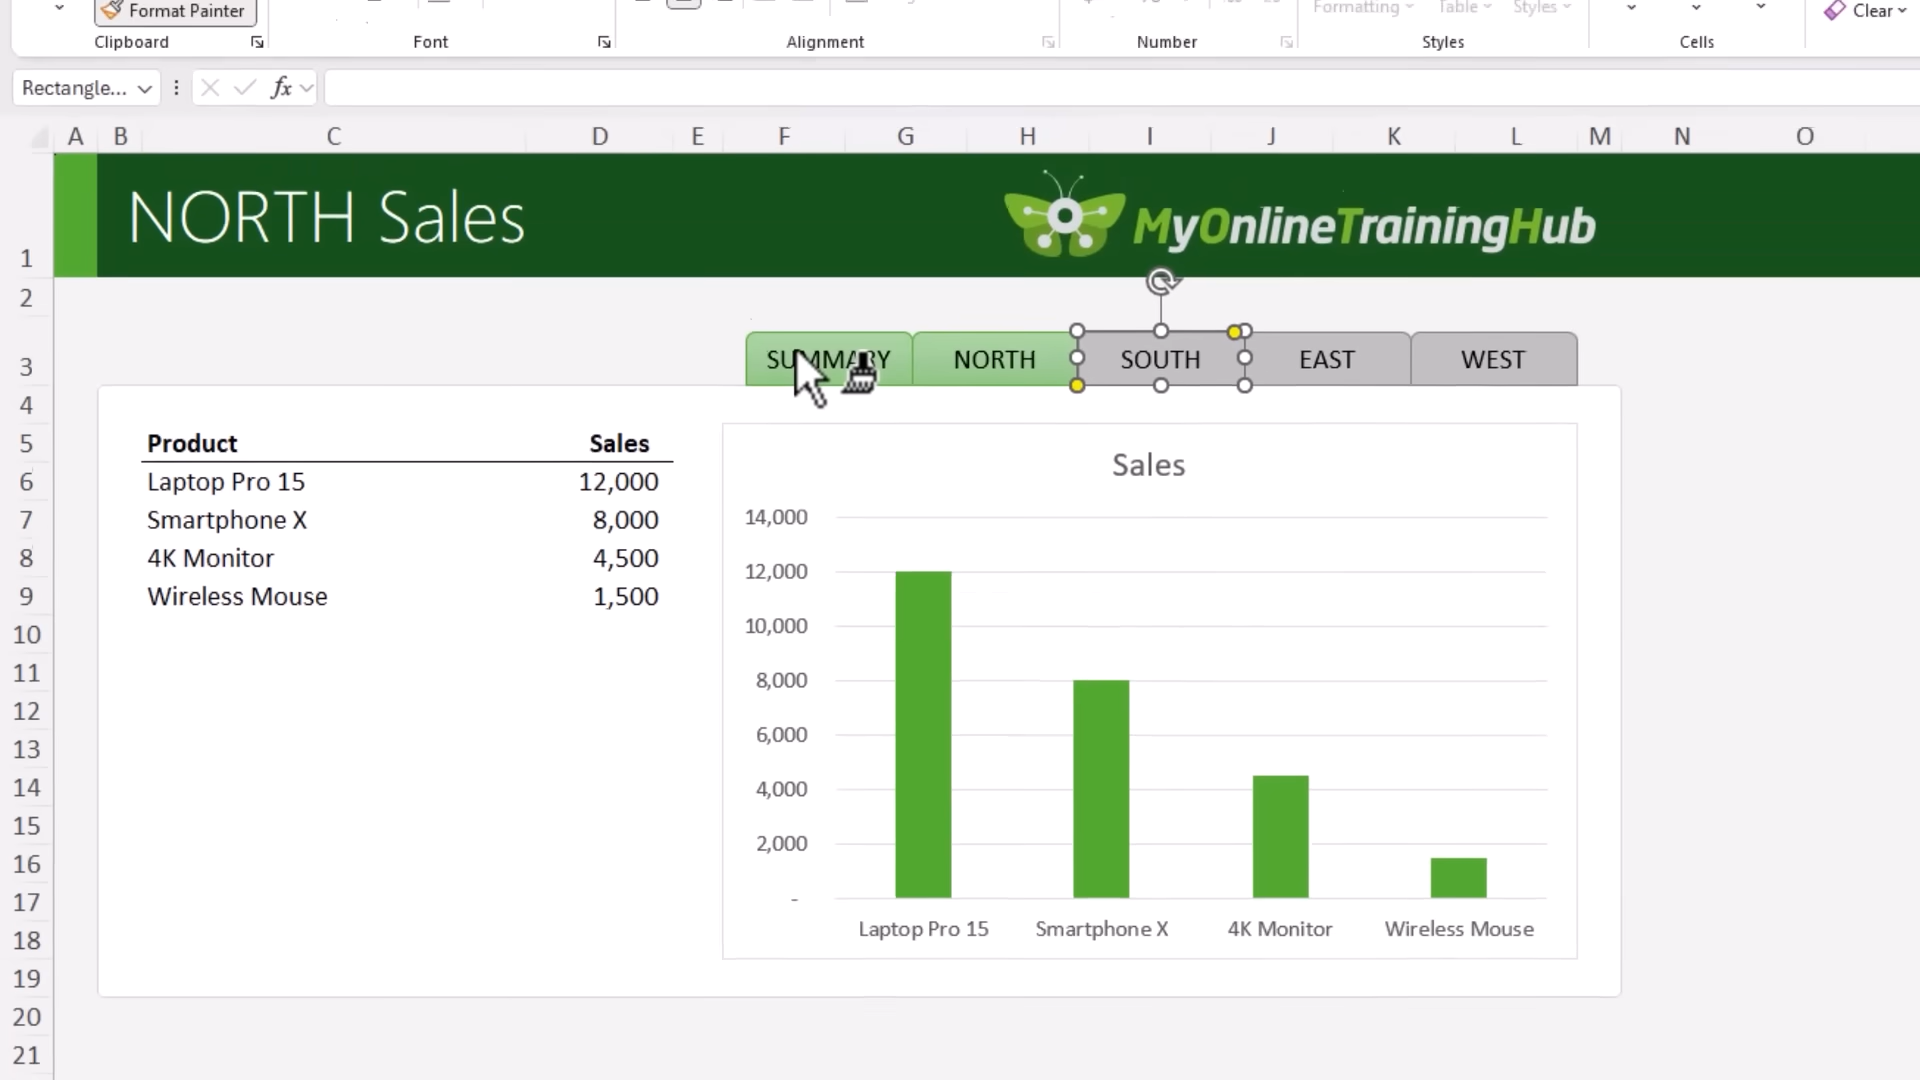 Format Painter
Formatting
Table
Styles
Clear
Clipboard
Font
Alignment
Number
Styles
Cells
Rectangle...
fx
A B C D E F G H I J K L M N O
1
NORTH Sales
MyOnlineTrainingHub
2
3
SUMMARY
NORTH
SOUTH
EAST
WEST
4
5
Product Sales
6
Laptop Pro 15 12,000
7
Smartphone X 8,000
8
4K Monitor 4,500
9
Wireless Mouse 1,500
10
11
12
13
14
15
16
17
18
19
20
21
Sales
14,000
12,000
10,000
8,000
6,000
4,000
2,000
-
Laptop Pro 15
Smartphone X
4K Monitor
Wireless Mouse